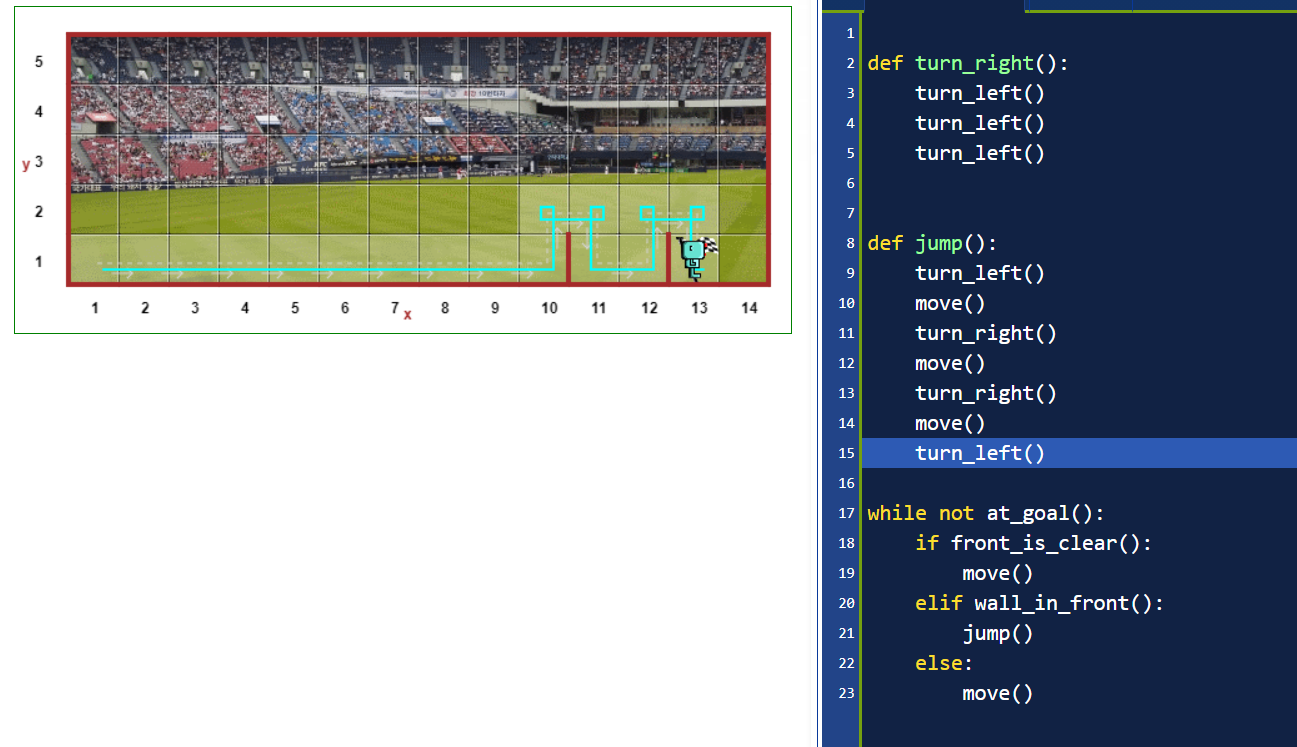 5
4
y 3
2
1
1 2 3 4 5 6 7 x 8 9 10 11 12 13 14
1
2 def turn_right():
3 turn_left()
4 turn_left()
5 turn_left()
6
7
8 def jump():
9 turn_left()
10 move()
11 turn_right()
12 move()
13 turn_right()
14 move()
15 turn_left()
16
17 while not at_goal():
18 if front_is_clear():
19 move()
20 elif wall_in_front():
21 jump()
22 else:
23 move()